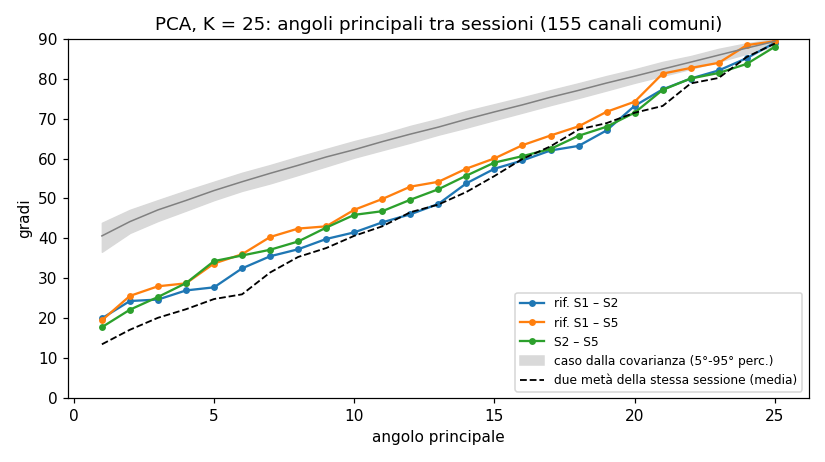 PCA, K = 25: angoli principali tra sessioni (155 canali comuni)
gradi
90
80
70
60
50
40
30
20
10
0
rif. S1 – S2
rif. S1 – S5
S2 – S5
caso dalla covarianza (5°-95° perc.)
due metà della stessa sessione (media)
0
5
10
15
20
25
angolo principale